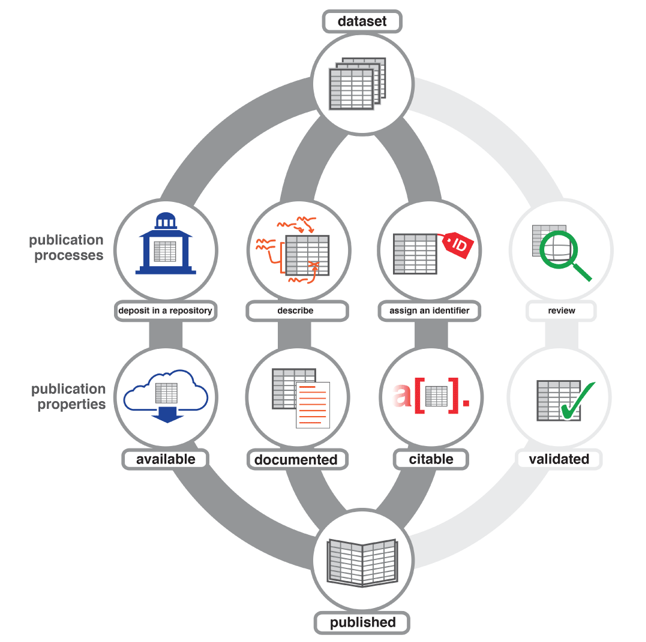 dataset
publication
processes
ID
deposit in a repository
describe
assign an identifier
review
publication
properties
a[ ].
available
documented
citable
validated
published